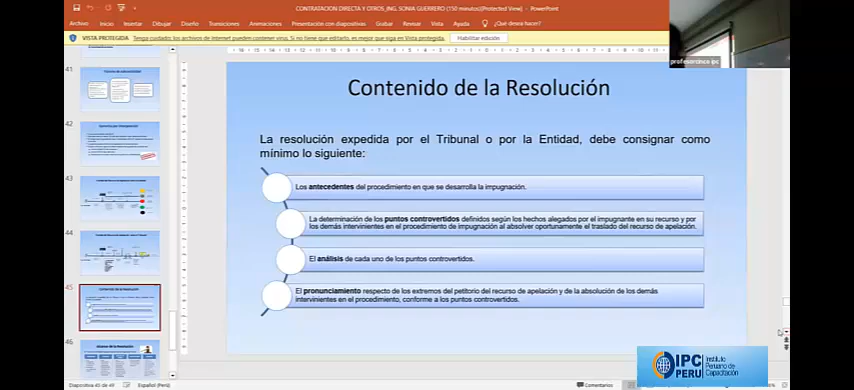 CONTRATACION DIRECTA Y OTROS_ING. SONIA GUERRERO (150 minutos)[Protected View] - PowerPoint
Archivo Inicio Insertar Dibujar Diseño Transiciones Animaciones Presentación con diapositivas Grabar Revisar Vista Ayuda ¿Qué desea hacer?
VISTA PROTEGIDA Tenga cuidado: los archivos de Internet pueden contener virus. Si no tiene que editarlo, es mejor que siga en Vista protegida. Habilitar edición
profesorcinco ipc
41
42
43
44
45
46
Contenido de la Resolución
La resolución expedida por el Tribunal o por la Entidad, debe consignar como
mínimo lo siguiente:
Los antecedentes del procedimiento en que se desarrolla la impugnación.
La determinación de los puntos controvertidos definidos según los hechos alegados por el impugnante en su recurso y por
los demás intervinientes en el procedimiento de impugnación al absolver oportunamente el traslado del recurso de apelación.
El análisis de cada uno de los puntos controvertidos.
El pronunciamiento respecto de los extremos del petitorio del recurso de apelación y de la absolución de los demás
intervinientes en el procedimiento, conforme a los puntos controvertidos.
IPC
PERÚ
Instituto
Peruano de
Capacitación
Diapositiva 45 de 49 Español (Perú) Comentarios